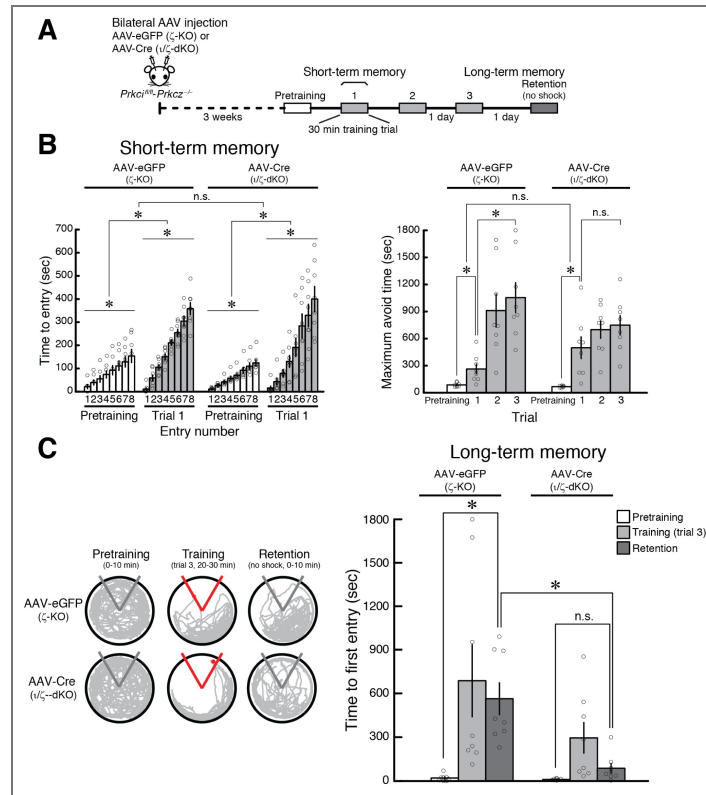 A
Bilateral AAV injection
AAV-eGFP (ζ-KO) or
AAV-Cre (ι/ζ-dKO)
Prkci^fl/fl-Prkcz^–/–
3 weeks
Short-term memory
Long-term memory
Pretraining
1
2
3
Retention
(no shock)
30 min training trial
1 day
1 day
B
Short-term memory
AAV-eGFP
(ζ-KO)
AAV-Cre
(ι/ζ-dKO)
n.s.
*
*
*
*
*
*
Time to entry (sec)
700
600
500
400
300
200
100
0
12345678
12345678
12345678
12345678
Pretraining
Trial 1
Pretraining
Trial 1
Entry number
AAV-eGFP
(ζ-KO)
AAV-Cre
(ι/ζ-dKO)
n.s.
*
n.s.
*
*
Maximum avoid time (sec)
1800
1500
1200
900
600
300
0
Pretraining 1 2 3
Pretraining 1 2 3
Trial
C
Long-term memory
Pretraining
(0-10 min)
Training
(trial 3, 20-30 min)
Retention
(no shock, 0-10 min)
AAV-eGFP
(ζ-KO)
AAV-Cre
(ι/ζ--dKO)
AAV-eGFP
(ζ-KO)
AAV-Cre
(ι/ζ-dKO)
Pretraining
Training (trial 3)
Retention
*
*
n.s.
Time to first entry (sec)
1800
1500
1200
900
600
300
0